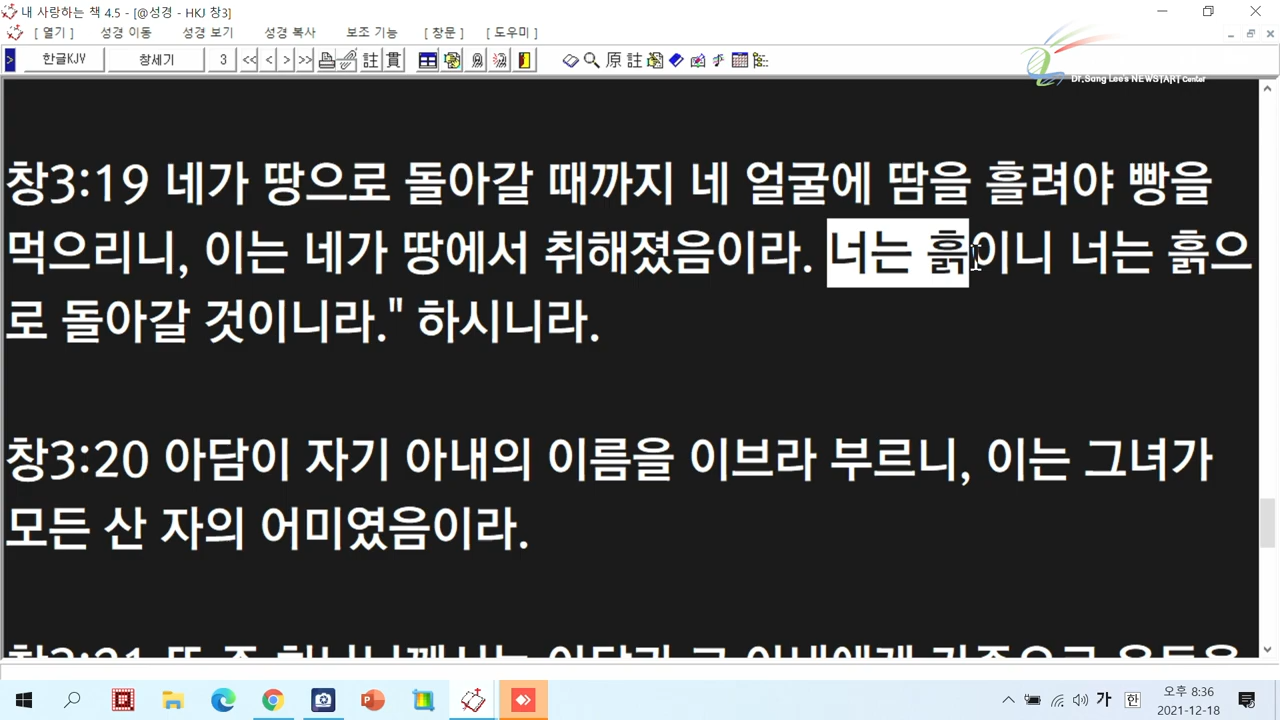 내 사랑하는 책 4.5 - [@성경 - HKJ 창3]
[ 열기 ] 성경 이동 성경 보기 성경 복사 보조 기능 [ 창문 ] [ 도우미 ]
한글KJV 창세기 3 << < > >> 註 貫 原 註
Dr.Sang Lee's NEWSTART Center
창3:19 네가 땅으로 돌아갈 때까지 네 얼굴에 땀을 흘려야 빵을
먹으리니, 이는 네가 땅에서 취해졌음이라. 너는 흙이니 너는 흙으
로 돌아갈 것이니라." 하시니라.
창3:20 아담이 자기 아내의 이름을 이브라 부르니, 이는 그녀가
모든 산 자의 어미였음이라.
가 한 오후 8:36
2021-12-18